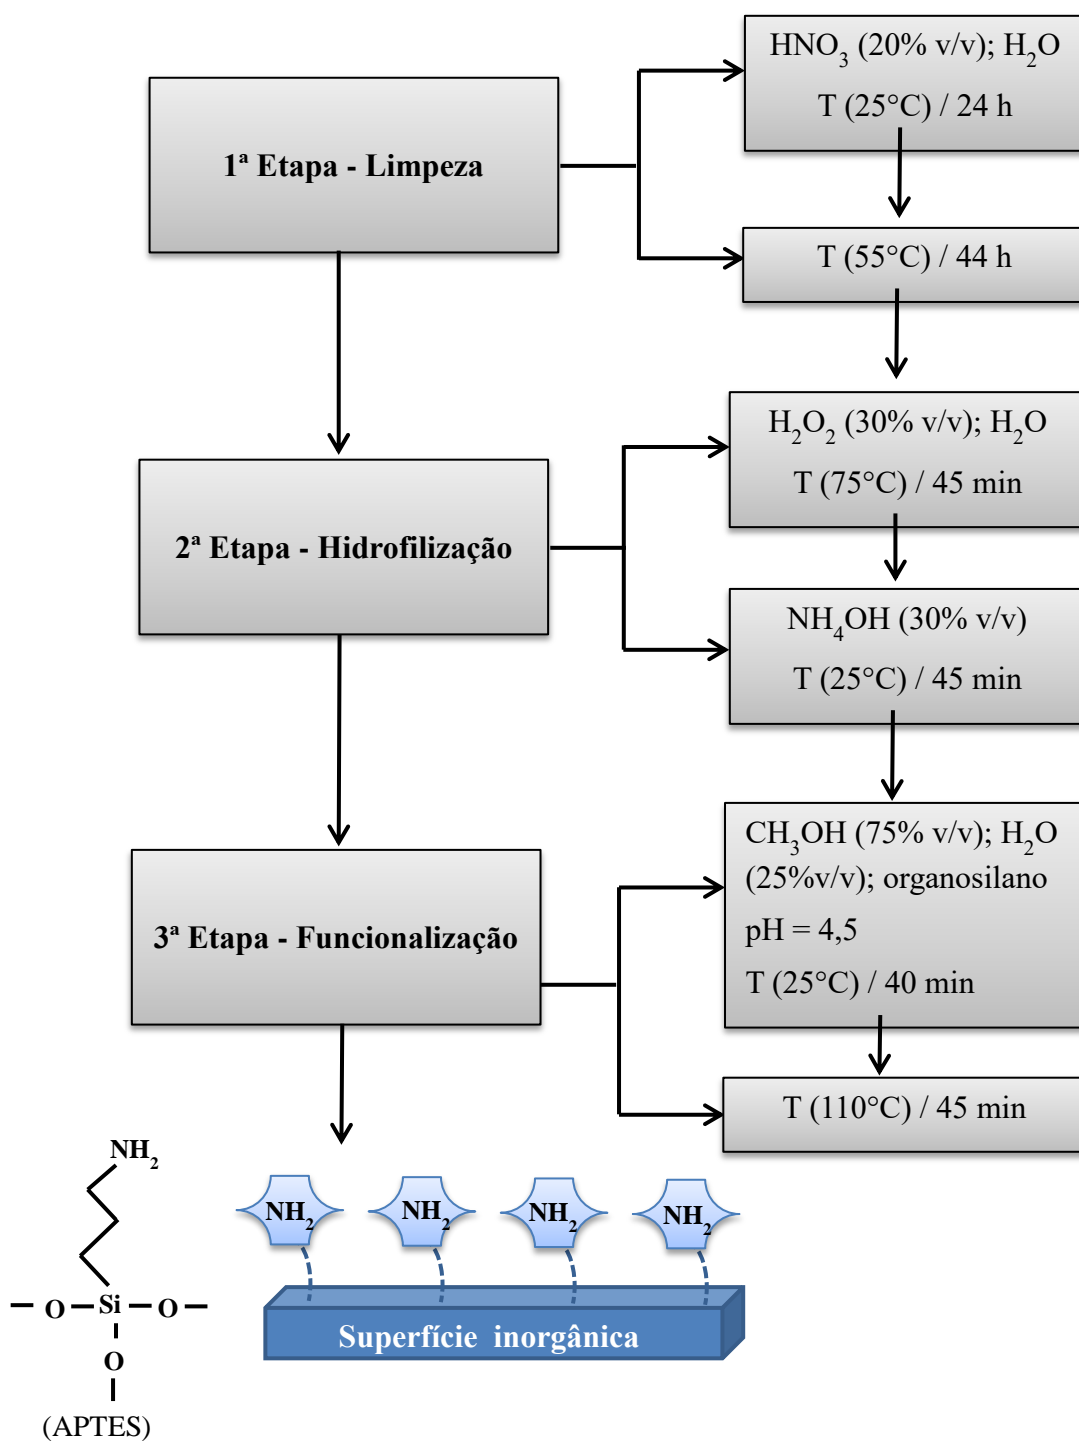 1ª Etapa - Limpeza
HNO3 (20% v/v); H2O
T (25°C) / 24 h
T (55°C) / 44 h
2ª Etapa - Hidrofilização
H2O2 (30% v/v); H2O
T (75°C) / 45 min
NH4OH (30% v/v)
T (25°C) / 45 min
3ª Etapa - Funcionalização
CH3OH (75% v/v); H2O
(25%v/v); organosilano
pH = 4,5
T (25°C) / 40 min
T (110°C) / 45 min
NH2
O Si O
O
(APTES)
NH2 NH2 NH2 NH2
Superfície inorgânica